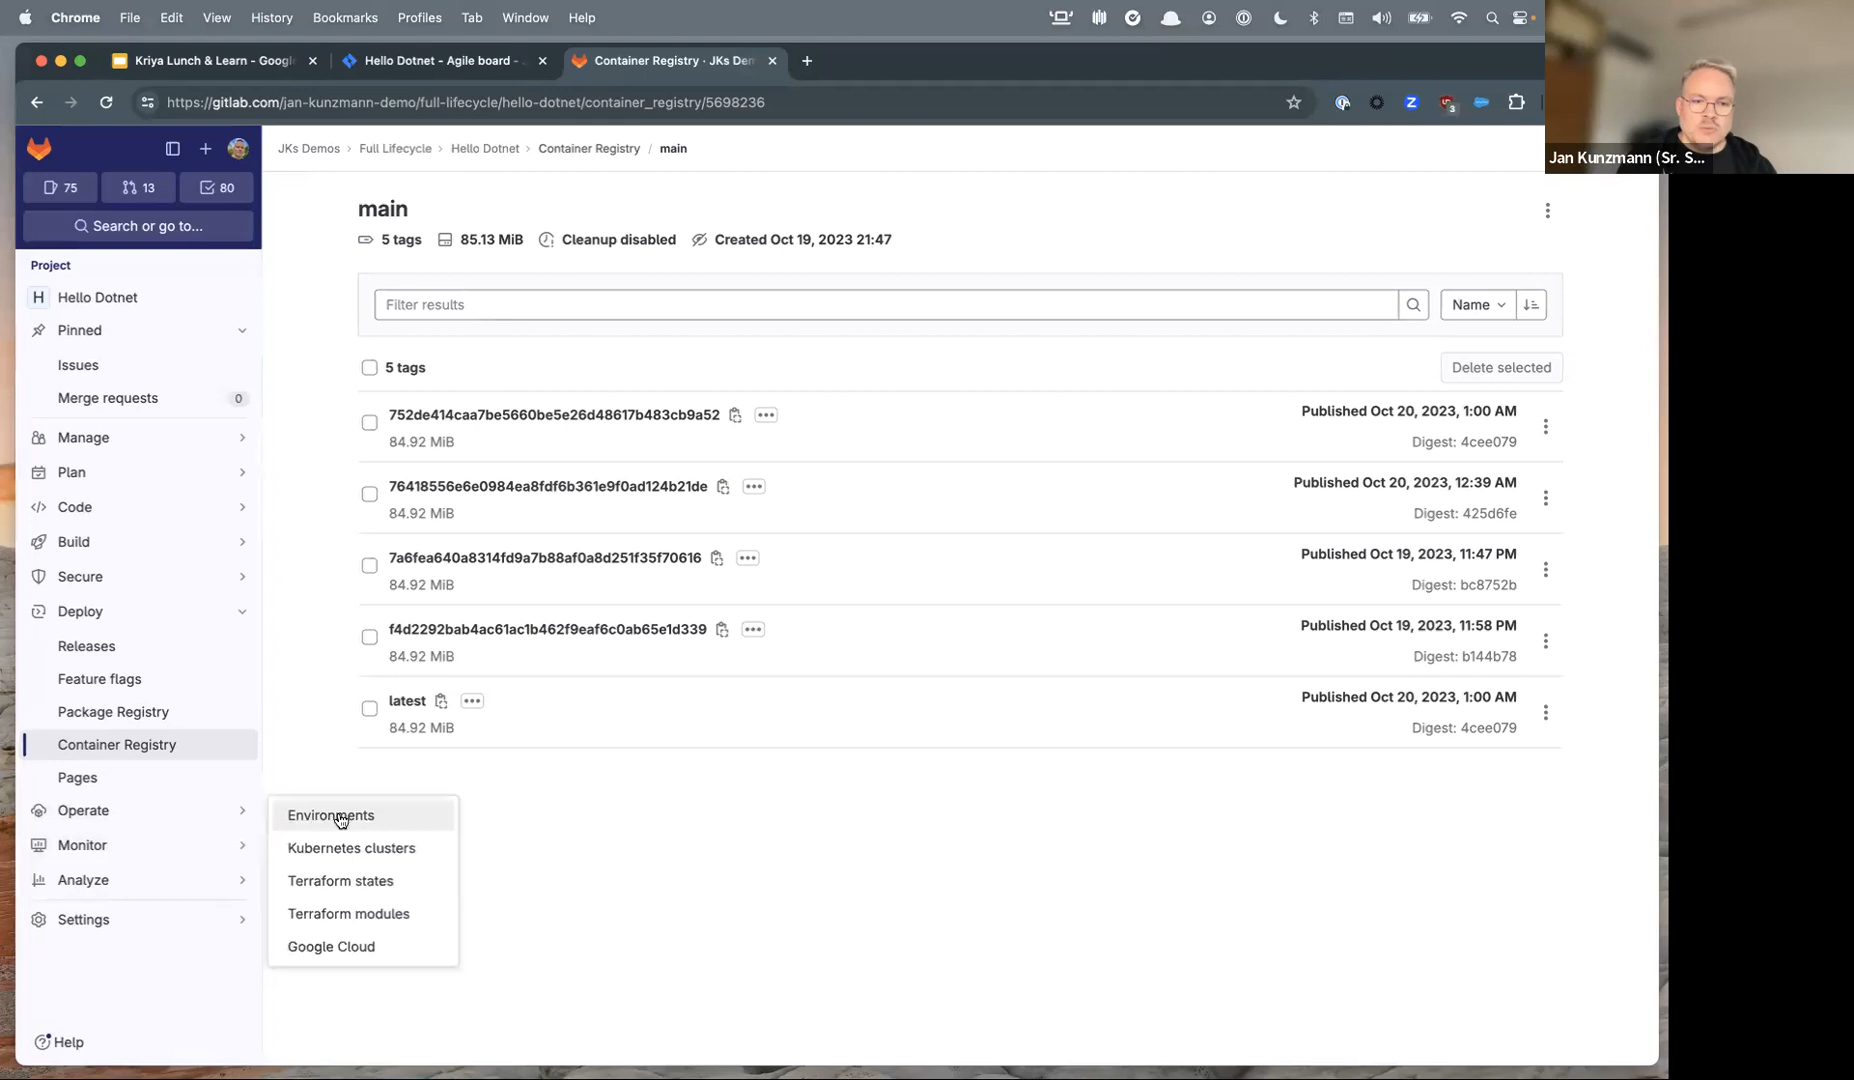 Chrome File Edit View History Bookmarks Profiles Tab Window Help
Kriya Lunch & Learn - Google
Hello Dotnet - Agile board -
Container Registry · JKs Dem
https://gitlab.com/jan-kunzmann-demo/full-lifecycle/hello-dotnet/container_registry/5698236
Z
3
Jan Kunzmann (Sr. S...
75
13
80
Search or go to...
Project
H Hello Dotnet
Pinned
Issues
Merge requests 0
Manage
Plan
Code
Build
Secure
Deploy
Releases
Feature flags
Package Registry
Container Registry
Pages
Operate
Monitor
Analyze
Settings
Help
JKs Demos › Full Lifecycle › Hello Dotnet › Container Registry / main
main
5 tags 85.13 MiB Cleanup disabled Created Oct 19, 2023 21:47
Filter results
Name
5 tags
Delete selected
752de414caa7be5660be5e26d48617b483cb9a52
Published Oct 20, 2023, 1:00 AM
84.92 MiB
Digest: 4cee079
76418556e6e0984ea8fdf6b361e9f0ad124b21de
Published Oct 20, 2023, 12:39 AM
84.92 MiB
Digest: 425d6fe
7a6fea640a8314fd9a7b88af0a8d251f35f70616
Published Oct 19, 2023, 11:47 PM
84.92 MiB
Digest: bc8752b
f4d2292bab4ac61ac1b462f9eaf6c0ab65e1d339
Published Oct 19, 2023, 11:58 PM
84.92 MiB
Digest: b144b78
latest
Published Oct 20, 2023, 1:00 AM
84.92 MiB
Digest: 4cee079
Environments
Kubernetes clusters
Terraform states
Terraform modules
Google Cloud